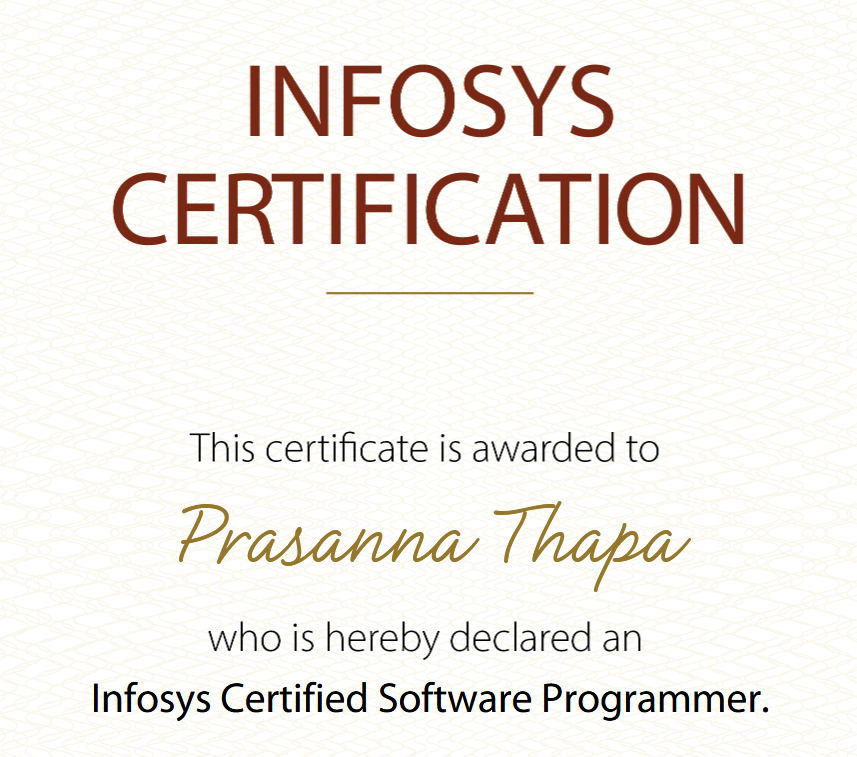 INFOSYS
CERTIFICATION
This certificate is awarded to
Prasanna Thapa
who is hereby declared an
Infosys Certified Software Programmer.